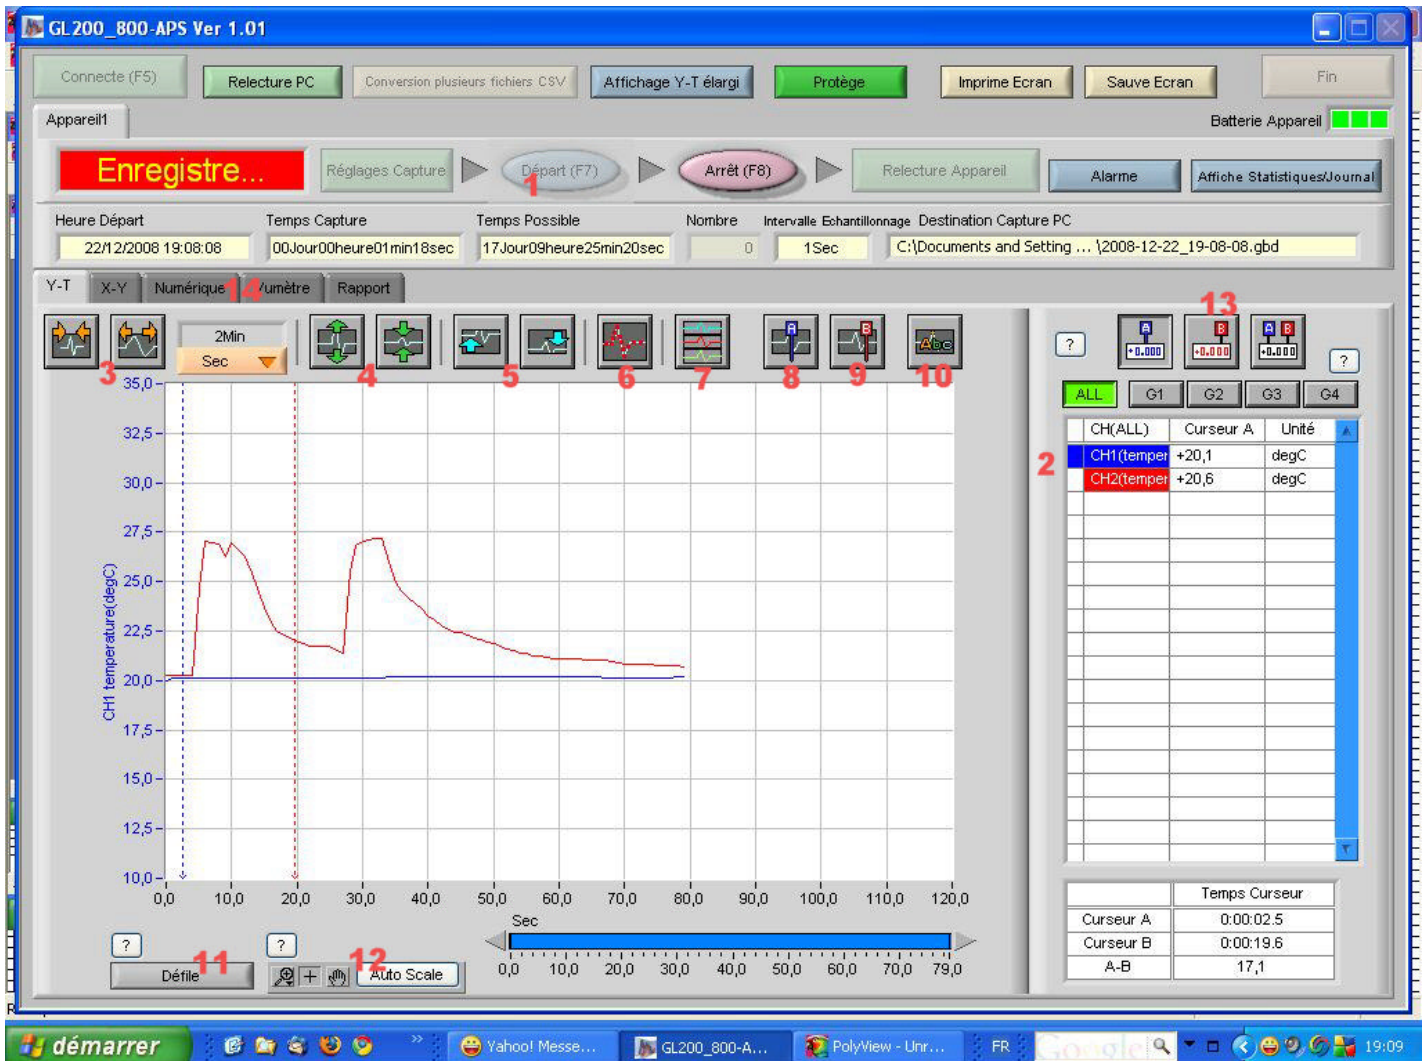 GL200_800-APS Ver 1.01
Connecte (F5)
Relecture PC
Conversion plusieurs fichiers CSV
Affichage Y-T élargi
Protège
Imprime Ecran
Sauve Ecran
Fin
Appareil1
Batterie Appareil
Enregistre...
Réglages Capture
Départ (F7)
1
Arrêt (F8)
Relecture Appareil
Alarme
Affiche Statistiques/Journal
Heure Départ
Temps Capture
Temps Possible
Nombre
Intervalle Echantillonnage
Destination Capture PC
22/12/2008 19:08:08
00Jour00heure01min18sec
17Jour09heure25min20sec
0
1Sec
C:\Documents and Setting ... \2008-12-22_19-08-08.gbd
Y-T
X-Y
Numérique
14
Vumètre
Rapport
2Min
Sec
3
4
5
6
7
A
8
B
9
Abc
10
?
A
+0.000
13
B
+0.000
A B
+0.000
?
ALL
G1
G2
G3
G4
2
CH(ALL) Curseur A Unité
CH1(temper +20,1 degC
CH2(temper +20,6 degC
CH1 temperature(degC)
35,0
32,5
30,0
27,5
25,0
22,5
20,0
17,5
15,0
12,5
10,0
0,0 10,0 20,0 30,0 40,0 50,0 60,0 70,0 80,0 90,0 100,0 110,0 120,0
Sec
?
?
Défile
11
12
Auto Scale
0,0 10,0 20,0 30,0 40,0 50,0 60,0 70,0 79,0
Temps Curseur
Curseur A 0:00:02.5
Curseur B 0:00:19.6
A-B 17,1
démarrer
Yahoo! Messe...
GL200_800-A...
PolyView - Unr...
FR
Google
19:09